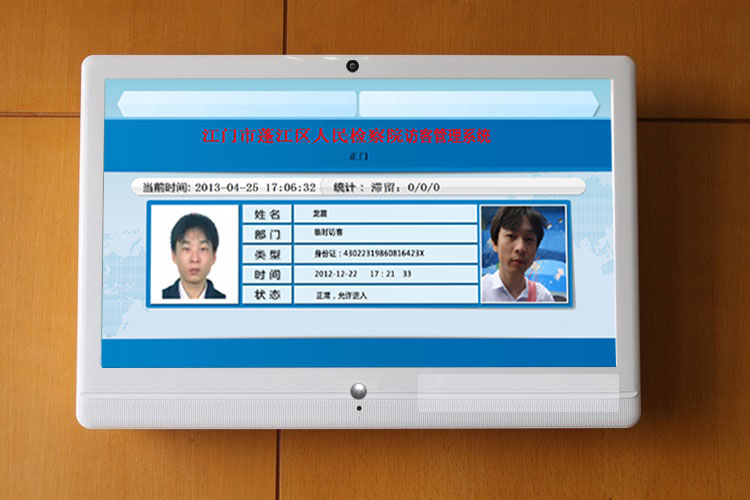 江门市蓬江区人民检察院访客管理系统
正门
当前时间: 2013-04-25 17:06:32 统计: 滞留: 0/0/0
姓名 龙霞
部门 临时访客
类型 身份证:43022319860816423X
时间 2012-12-22 17:21 33
状态 正常,允许进入